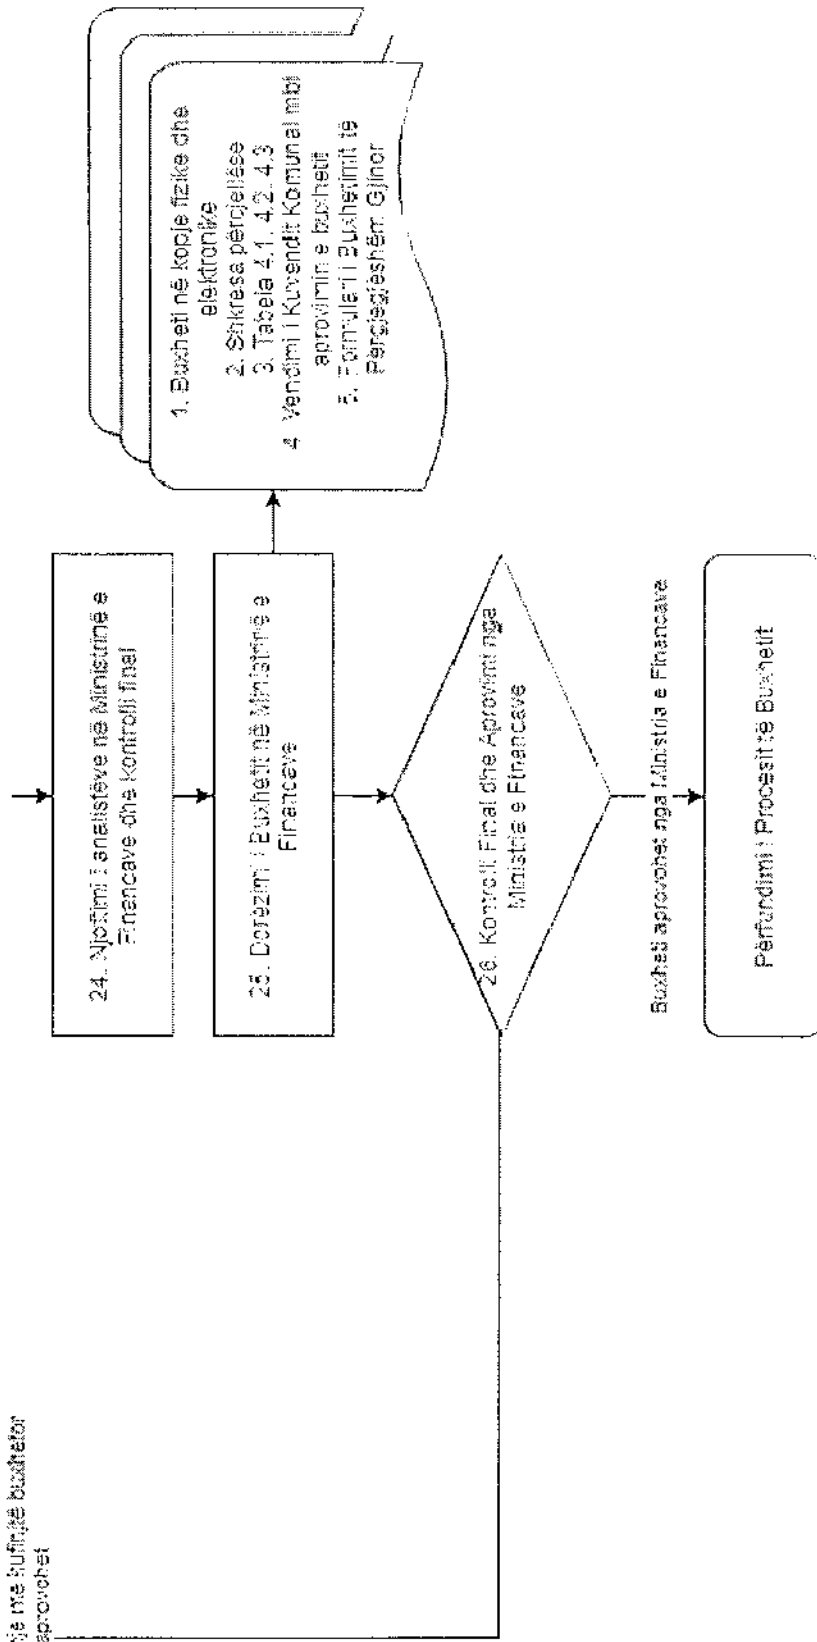 24. Njoftimi i analistëve në Ministrinë e
Financave dhe kontrolli final
25. Dorëzimi i Buxhetit në Ministrinë e
Financave
1. Buxheti në kopje fizike dhe
elektronike
2. Shkresa përcjellëse
3. Tabela 4.1, 4.2, 4.3
4. Vendimi i Kuvendit Komunal mbi
aprovimin e buxhetit
5. Formulari i Buxhetimit të
Përgjegjshëm Gjinor
26. Kontrolli Final dhe Aprovimi nga
Ministria e Financave
me kufinjtë buxhetor
aprovohet
Buxheti aprovohet nga Ministria e Financave
Përfundimi i Procesit të Buxhetit